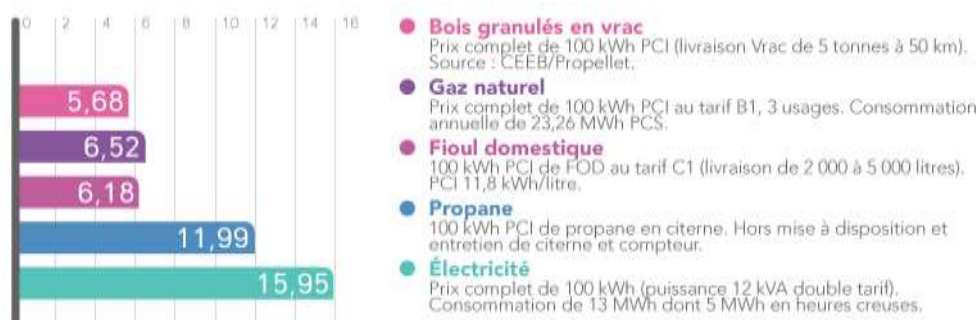 0 2 4 6 8 10 12 14 16
5,68
6,52
6,18
11,99
15,95
Bois granulés en vrac
Prix complet de 100 kWh PCI (livraison Vrac de 5 tonnes à 50 km).
Source : CEEB/Propellet.
Gaz naturel
Prix complet de 100 kWh PCI au tarif B1, 3 usages. Consommation
annuelle de 23,26 MWh PCS.
Fioul domestique
100 kWh PCI de FOD au tarif C1 (livraison de 2 000 à 5 000 litres).
PCI 11,8 kWh/litre.
Propane
100 kWh PCI de propane en citerne. Hors mise à disposition et
entretien de citerne et compteur.
Électricité
Prix complet de 100 kWh (puissance 12 kVA double tarif).
Consommation de 13 MWh dont 5 MWh en heures creuses.